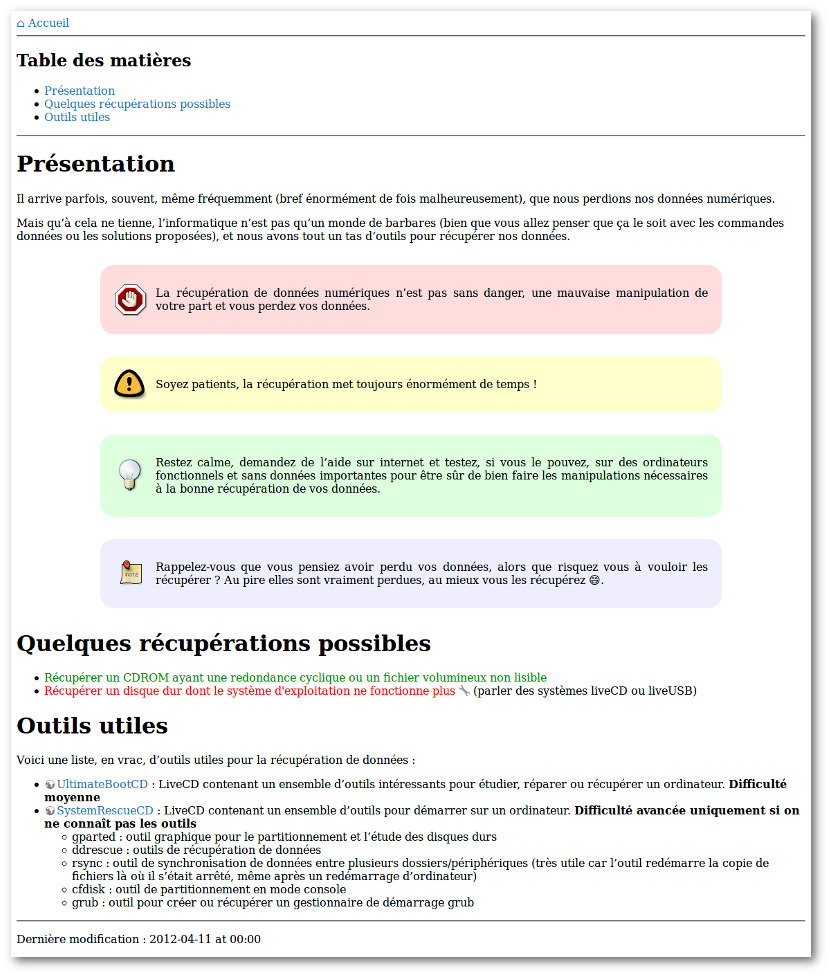 ⌂ Accueil
Table des matières
• Présentation
• Quelques récupérations possibles
• Outils utiles
Présentation
Il arrive parfois, souvent, même fréquemment (bref énormément de fois malheureusement), que nous perdions nos données numériques.
Mais qu’à cela ne tienne, l’informatique n’est pas qu’un monde de barbares (bien que vous allez penser que ça le soit avec les commandes
données ou les solutions proposées), et nous avons tout un tas d’outils pour récupérer nos données.
La récupération de données numériques n’est pas sans danger, une mauvaise manipulation de
votre part et vous perdez vos données.
Soyez patients, la récupération met toujours énormément de temps !
Restez calme, demandez de l’aide sur internet et testez, si vous le pouvez, sur des ordinateurs
fonctionnels et sans données importantes pour être sûr de bien faire les manipulations nécessaires
à la bonne récupération de vos données.
NOTE
Rappelez-vous que vous pensiez avoir perdu vos données, alors que risquez vous à vouloir les
récupérer ? Au pire elles sont vraiment perdues, au mieux vous les récupérez 😄.
Quelques récupérations possibles
• Récupérer un CDROM ayant une redondance cyclique ou un fichier volumineux non lisible
• Récupérer un disque dur dont le système d'exploitation ne fonctionne plus 🔧 (parler des systèmes liveCD ou liveUSB)
Outils utiles
Voici une liste, en vrac, d’outils utiles pour la récupération de données :
• UltimateBootCD : LiveCD contenant un ensemble d’outils intéressants pour étudier, réparer ou récupérer un ordinateur. Difficulté
moyenne
• SystemRescueCD : LiveCD contenant un ensemble d’outils pour démarrer sur un ordinateur. Difficulté avancée uniquement si on
ne connaît pas les outils
◦ gparted : outil graphique pour le partitionnement et l’étude des disques durs
◦ ddrescue : outils de récupération de données
◦ rsync : outil de synchronisation de données entre plusieurs dossiers/périphériques (très utile car l’outil redémarre la copie de
fichiers là où il s’était arrêté, même après un redémarrage d’ordinateur)
◦ cfdisk : outil de partitionnement en mode console
◦ grub : outil pour créer ou récupérer un gestionnaire de démarrage grub
Dernière modification : 2012-04-11 at 00:00